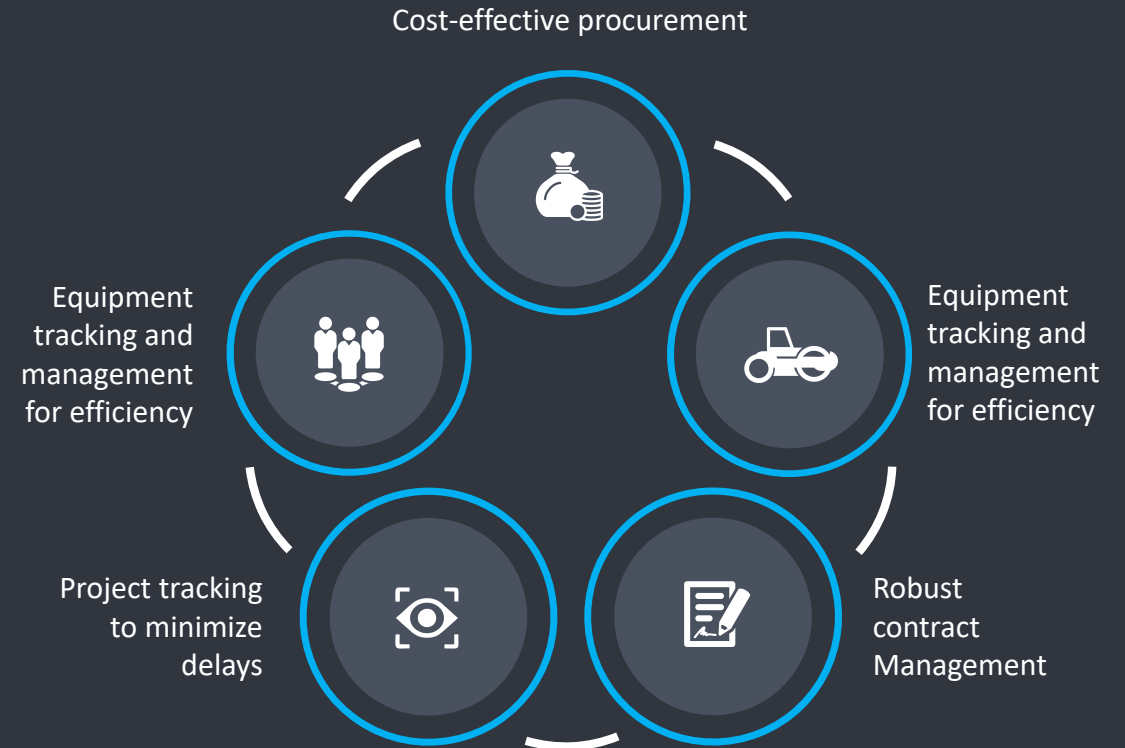 Cost-effective procurement
Equipment
tracking and
management
for efficiency
Equipment
tracking and
management
for efficiency
Project tracking
to minimize
delays
Robust
contract
Management